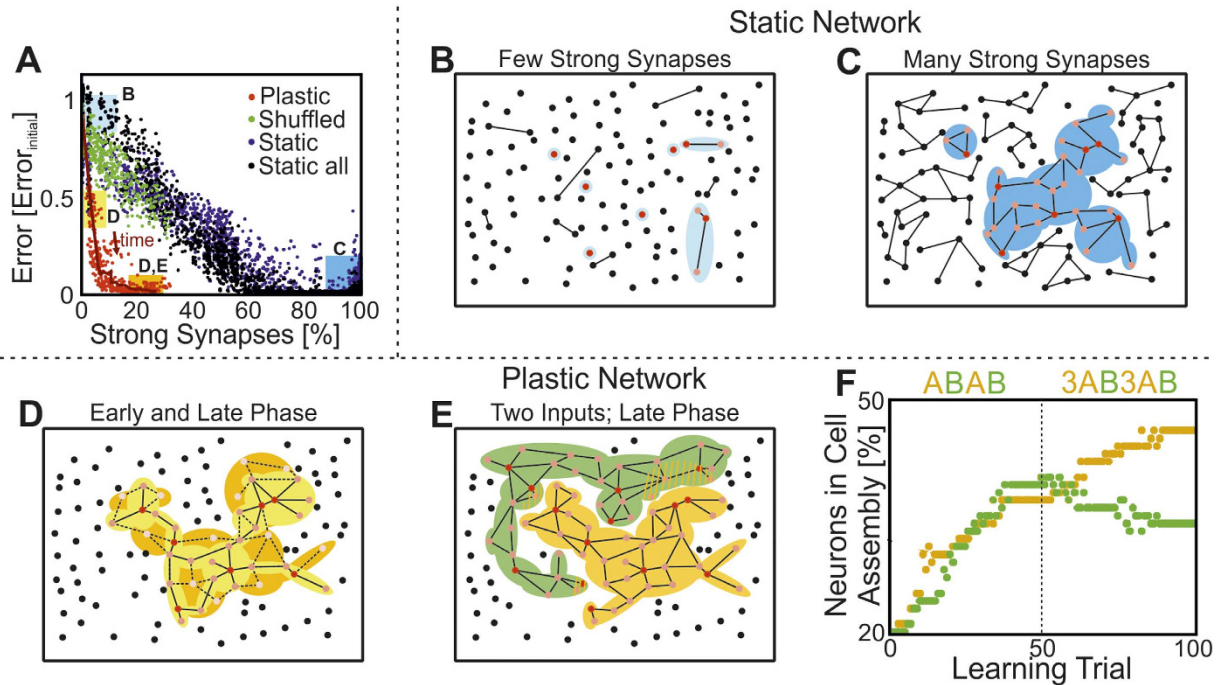 Static Network
A
B Few Strong Synapses
C Many Strong Synapses
Error [Error initial]
1
0.5
0
B
D
time
D,E
C
Plastic
Shuffled
Static
Static all
0 20 40 60 80 100
Strong Synapses [%]
Plastic Network
D Early and Late Phase
E Two Inputs; Late Phase
F ABAB 3AB3AB
Neurons in Cell
Assembly [%]
50
20
0 50 100
Learning Trial